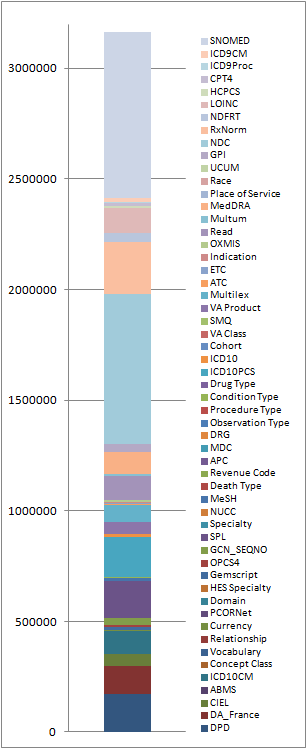 3000000
2500000
2000000
1500000
1000000
500000
0
SNOMED
ICD9CM
ICD9Proc
CPT4
HCPCS
LOINC
NDFRT
RxNorm
NDC
GPI
UCUM
Race
Place of Service
MedDRA
Multum
Read
OXMIS
Indication
ETC
ATC
Multilex
VA Product
SMQ
VA Class
Cohort
ICD10
ICD10PCS
Drug Type
Condition Type
Procedure Type
Observation Type
DRG
MDC
APC
Revenue Code
Death Type
MeSH
NUCC
Specialty
SPL
GCN_SEQNO
OPCS4
Gemscript
HES Specialty
Domain
PCORNet
Currency
Relationship
Vocabulary
Concept Class
ICD10CM
ABMS
CIEL
DA_France
DPD